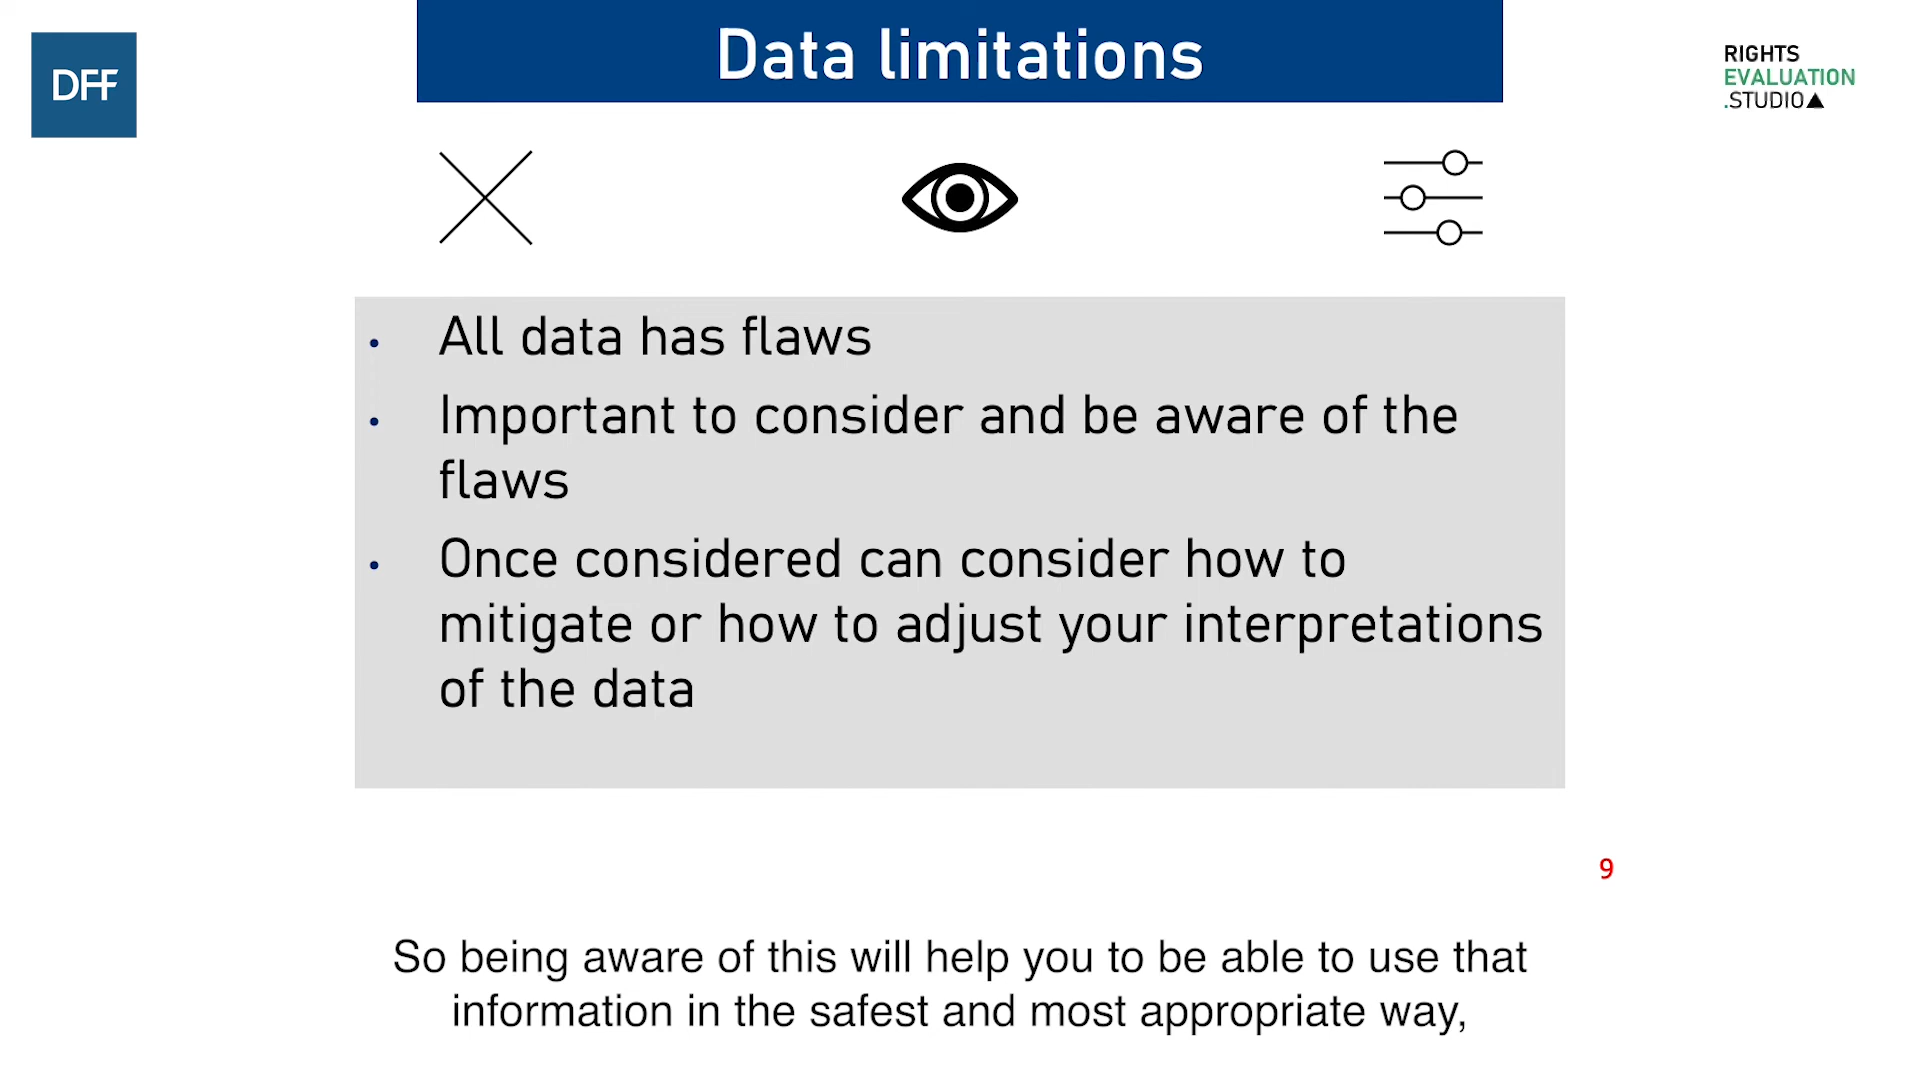 Data limitations
DFF
RIGHTS
EVALUATION
.STUDIO
• All data has flaws
• Important to consider and be aware of the
flaws
• Once considered can consider how to
mitigate or how to adjust your interpretations
of the data
9
So being aware of this will help you to be able to use that
information in the safest and most appropriate way,